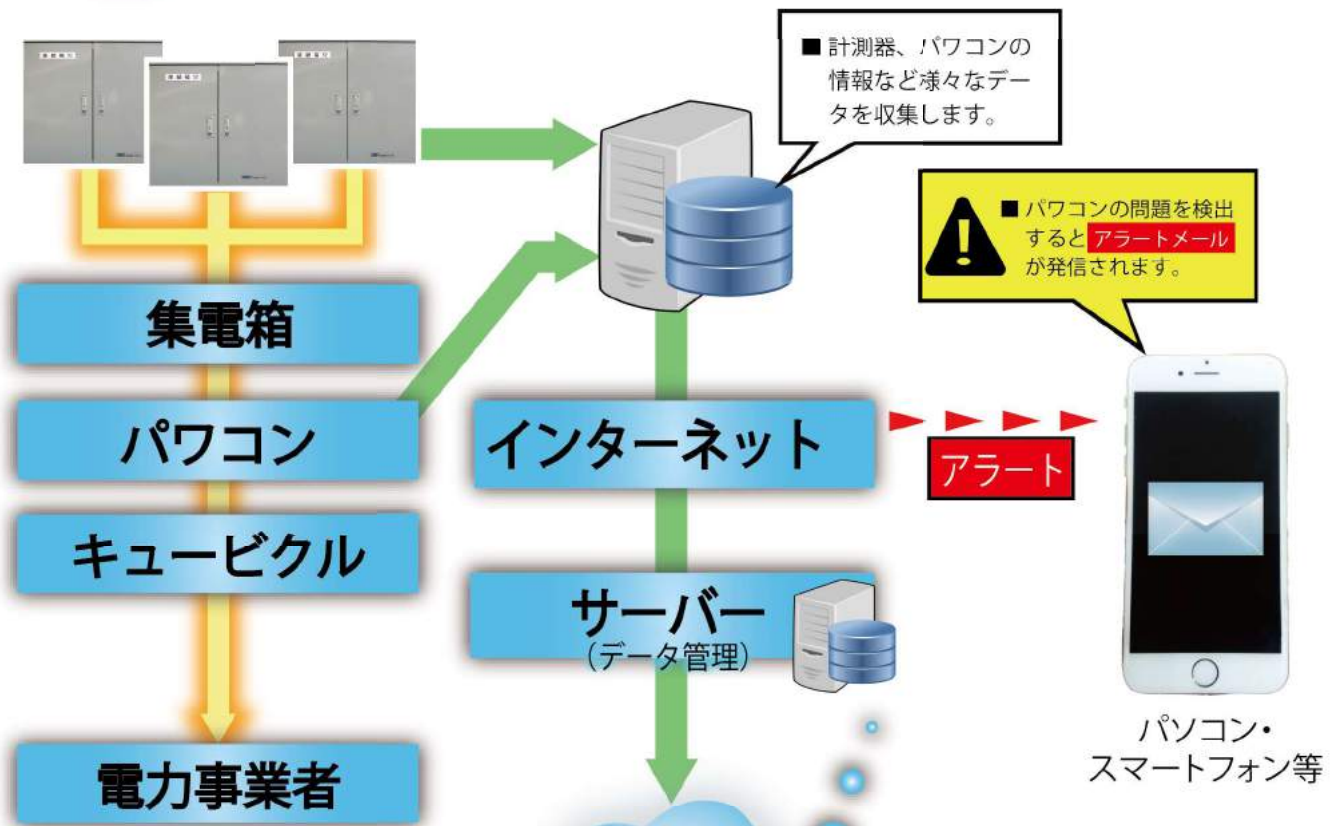 ■ 計測器、パワコンの
情報など様々なデー
タを収集します。
■ パワコンの問題を検出
すると アラートメール
が発信されます。
集電箱
パワコン
キュービクル
電力事業者
インターネット
アラート
サーバー
（データ管理）
パソコン・
スマートフォン等